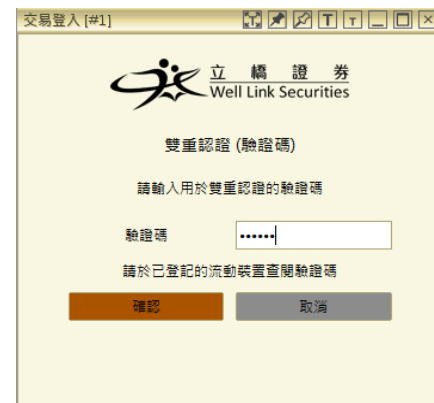 交易登入 [#1]
T T
立橋證券
Well Link Securities
雙重認證 (驗證碼)
請輸入用於雙重認證的驗證碼
驗證碼 ••••••
請於已登記的流動裝置查閱驗證碼
確認 取消